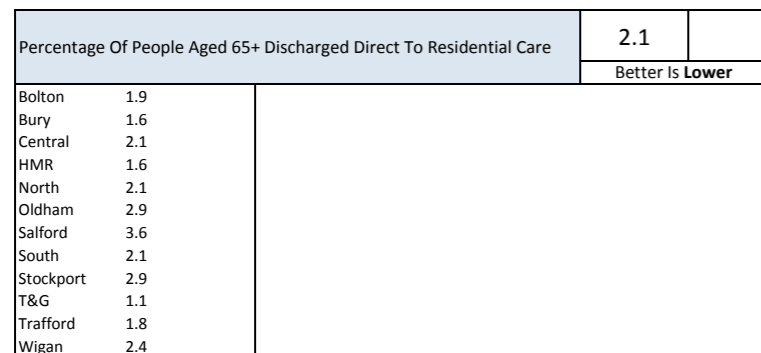 Percentage Of People Aged 65+ Discharged Direct To Residential Care
2.1
Better Is Lower
Bolton 1.9
Bury 1.6
Central 2.1
HMR 1.6
North 2.1
Oldham 2.9
Salford 3.6
South 2.1
Stockport 2.9
T&G 1.1
Trafford 1.8
Wigan 2.4